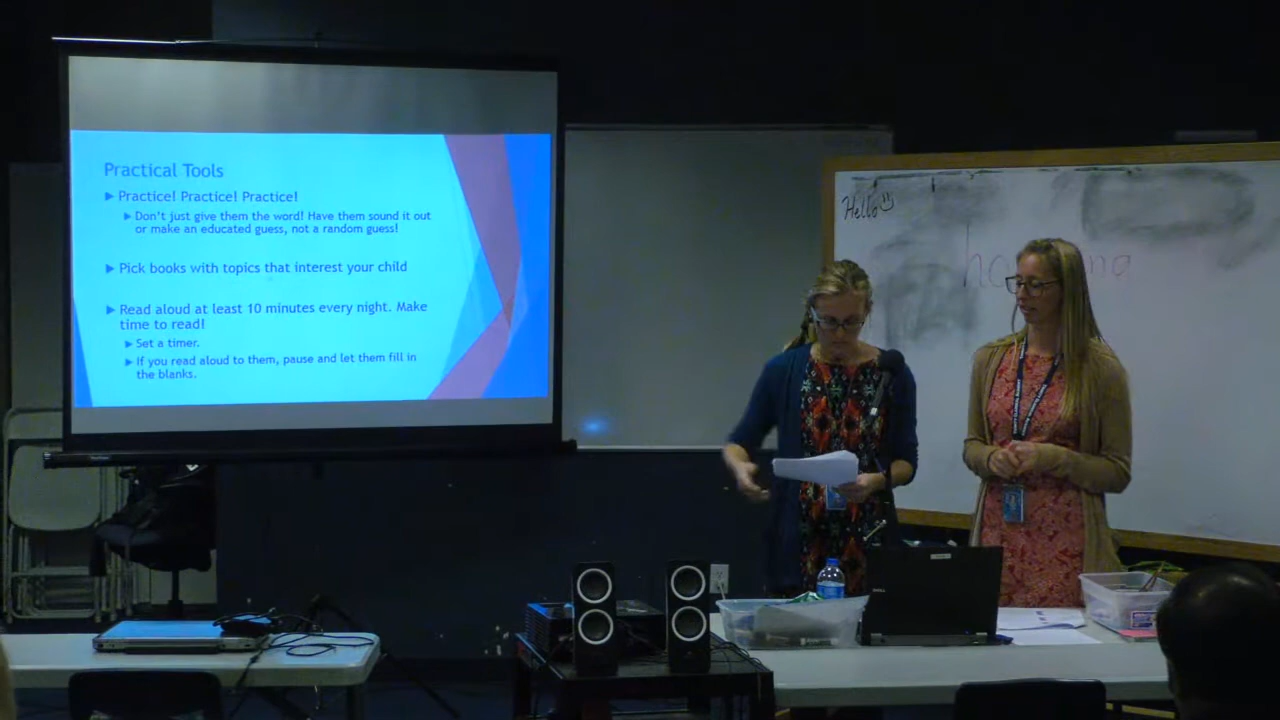 Practical Tools
Practice! Practice! Practice!
Don't just give them the word! Have them sound it out
or make an educated guess, not a random guess!
Pick books with topics that interest your child
Read aloud at least 10 minutes every night. Make
time to read!
Set a timer.
If you read aloud to them, pause and let them fill in
the blanks.
Hello
DELL